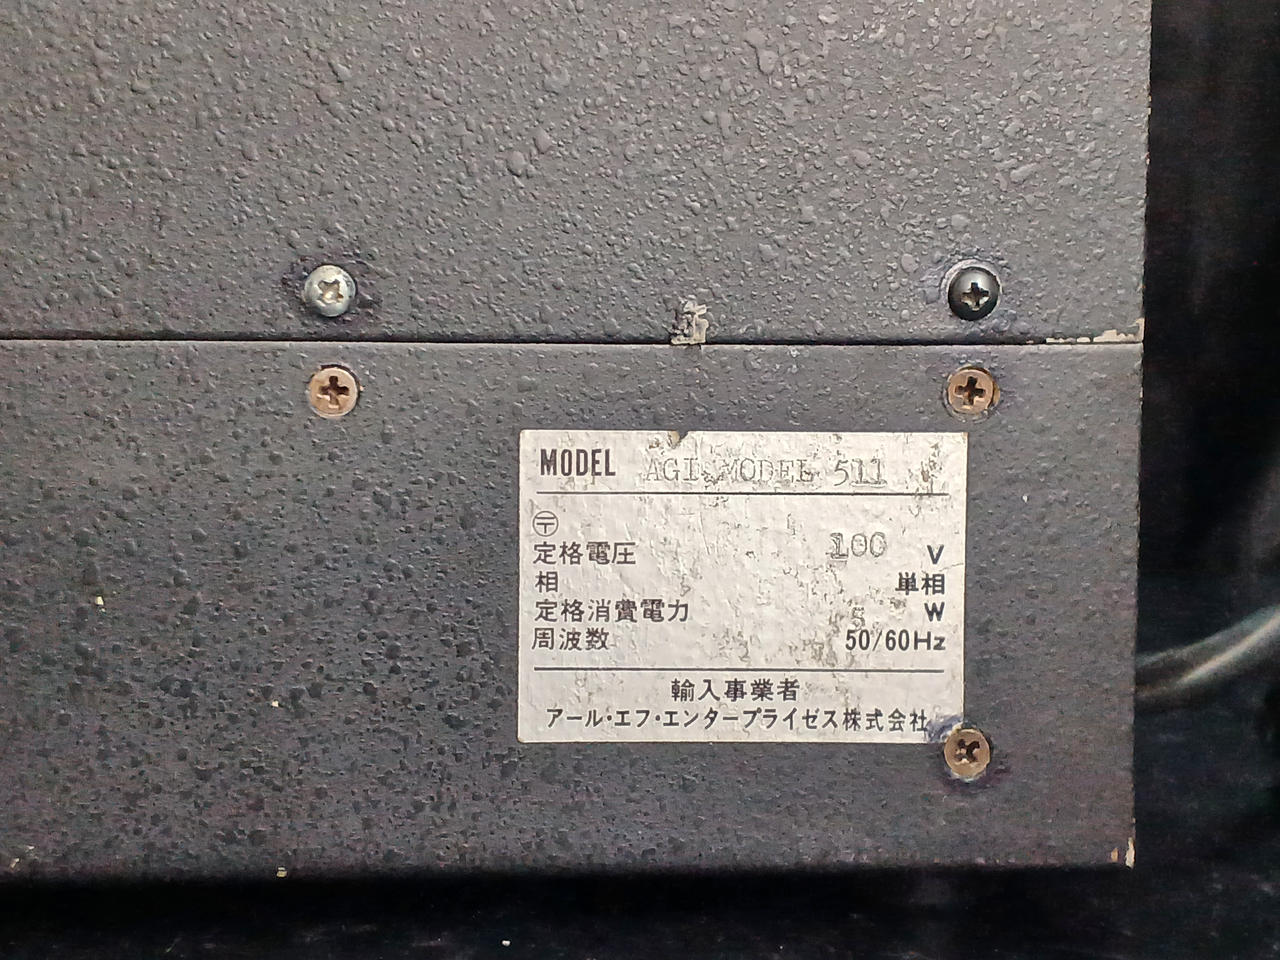 MODEL AGI MODEL 511
〒
定格電圧 100 V
相 単相
定格消費電力 5 W
周波数 50/60Hz
輸入事業者
アール・エフ・エンタープライゼス株式会社